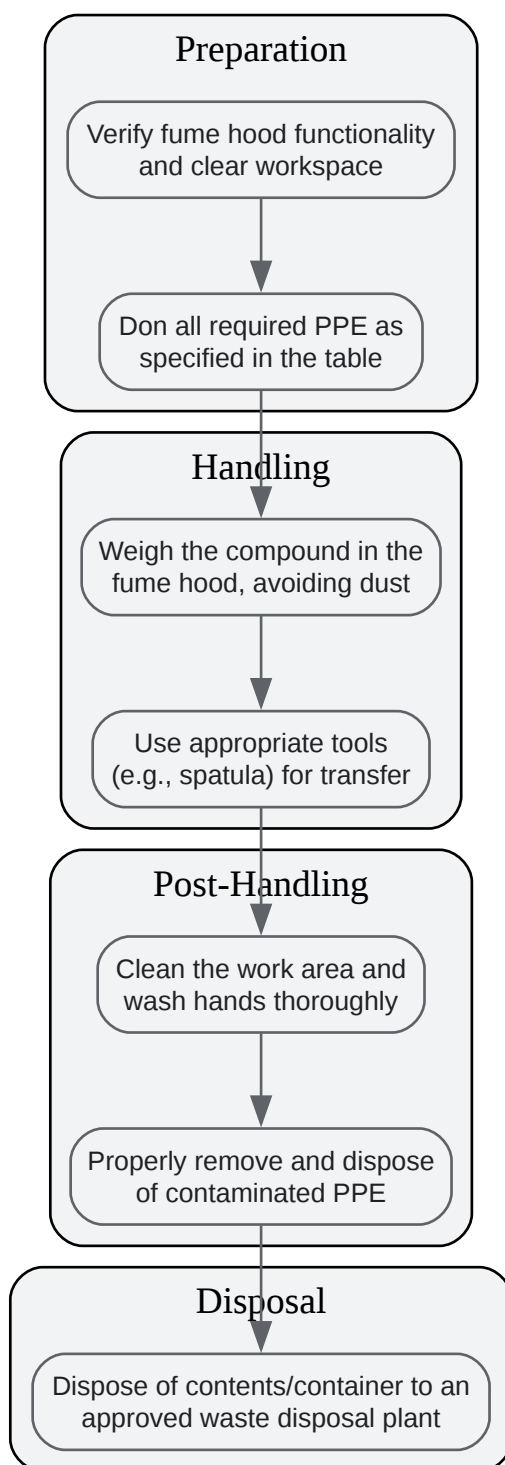 Preparation
Verify fume hood functionality
and clear workspace
Don all required PPE as
specified in the table
Handling
Weigh the compound in the
fume hood, avoiding dust
Use appropriate tools
(e.g., spatula) for transfer
Post-Handling
Clean the work area and
wash hands thoroughly
Properly remove and dispose
of contaminated PPE
Disposal
Dispose of contents/container to an
approved waste disposal plant